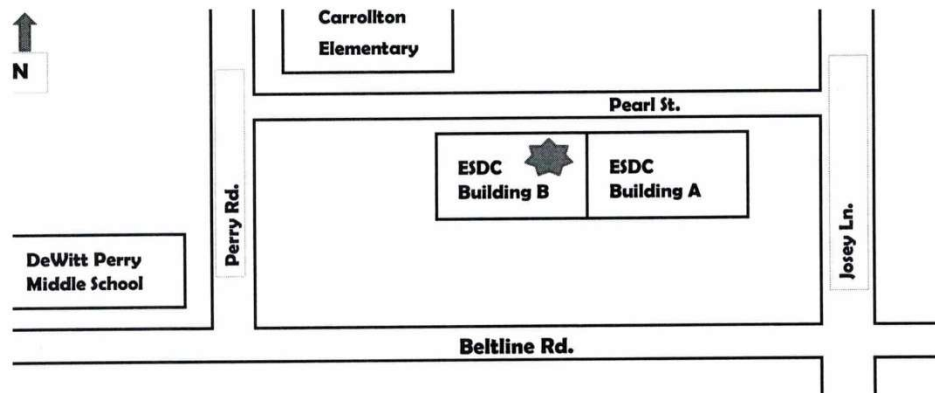 Carrollton
Elementary
N
Pearl St.
ESDC
Building B
ESDC
Building A
Perry Rd.
Josey Ln.
DeWitt Perry
Middle School
Beltline Rd.